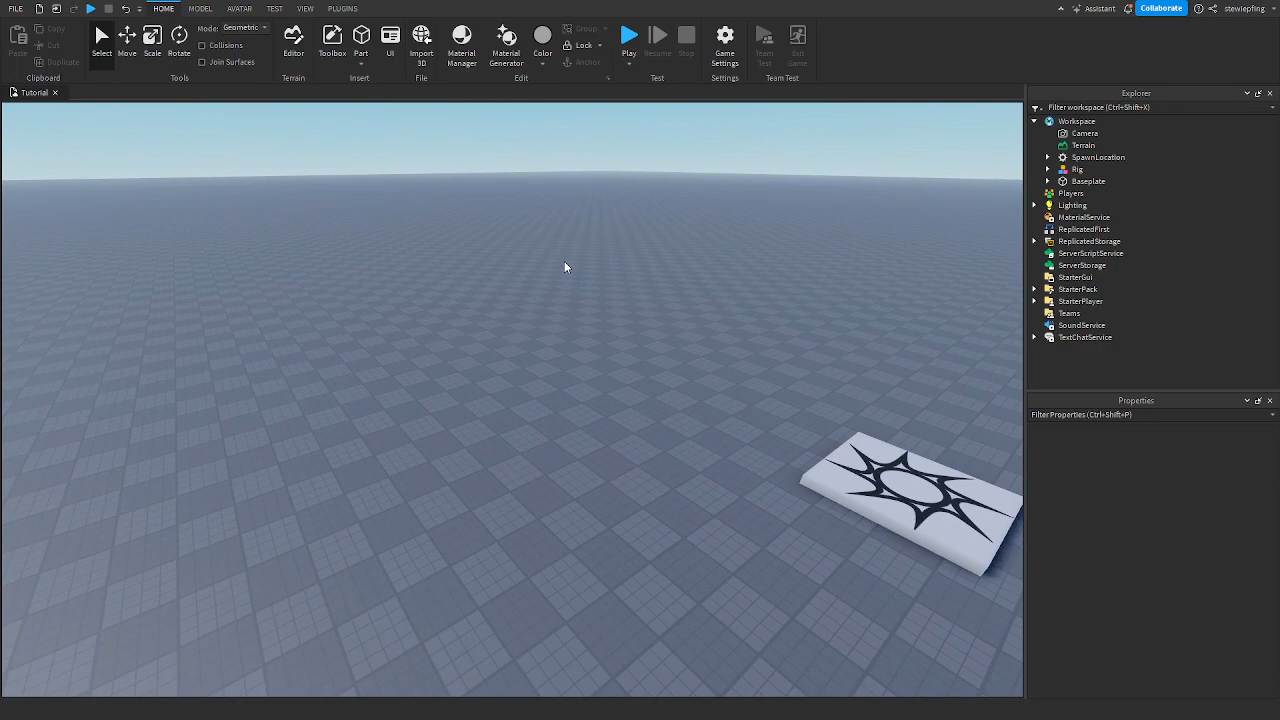 FILE HOME MODEL AVATAR TEST VIEW PLUGINS Assistant Collaborate stewiepfing
Paste Copy Cut Duplicate Select Move Scale Rotate Mode: Geometric Collisions Join Surfaces Editor Toolbox Part UI Import 3D Material Manager Material Generator Color Group Lock Anchor Play Resume Stop Game Settings Team Test Exit Game
Clipboard Tools Terrain Insert File Edit Test Settings Team Test
Tutorial
Explorer
Filter workspace (Ctrl+Shift+X)
Workspace
Camera
Terrain
SpawnLocation
Rig
Baseplate
Players
Lighting
MaterialService
ReplicatedFirst
ReplicatedStorage
ServerScriptService
ServerStorage
StarterGui
StarterPack
StarterPlayer
Teams
SoundService
TextChatService
Properties
Filter Properties (Ctrl+Shift+P)